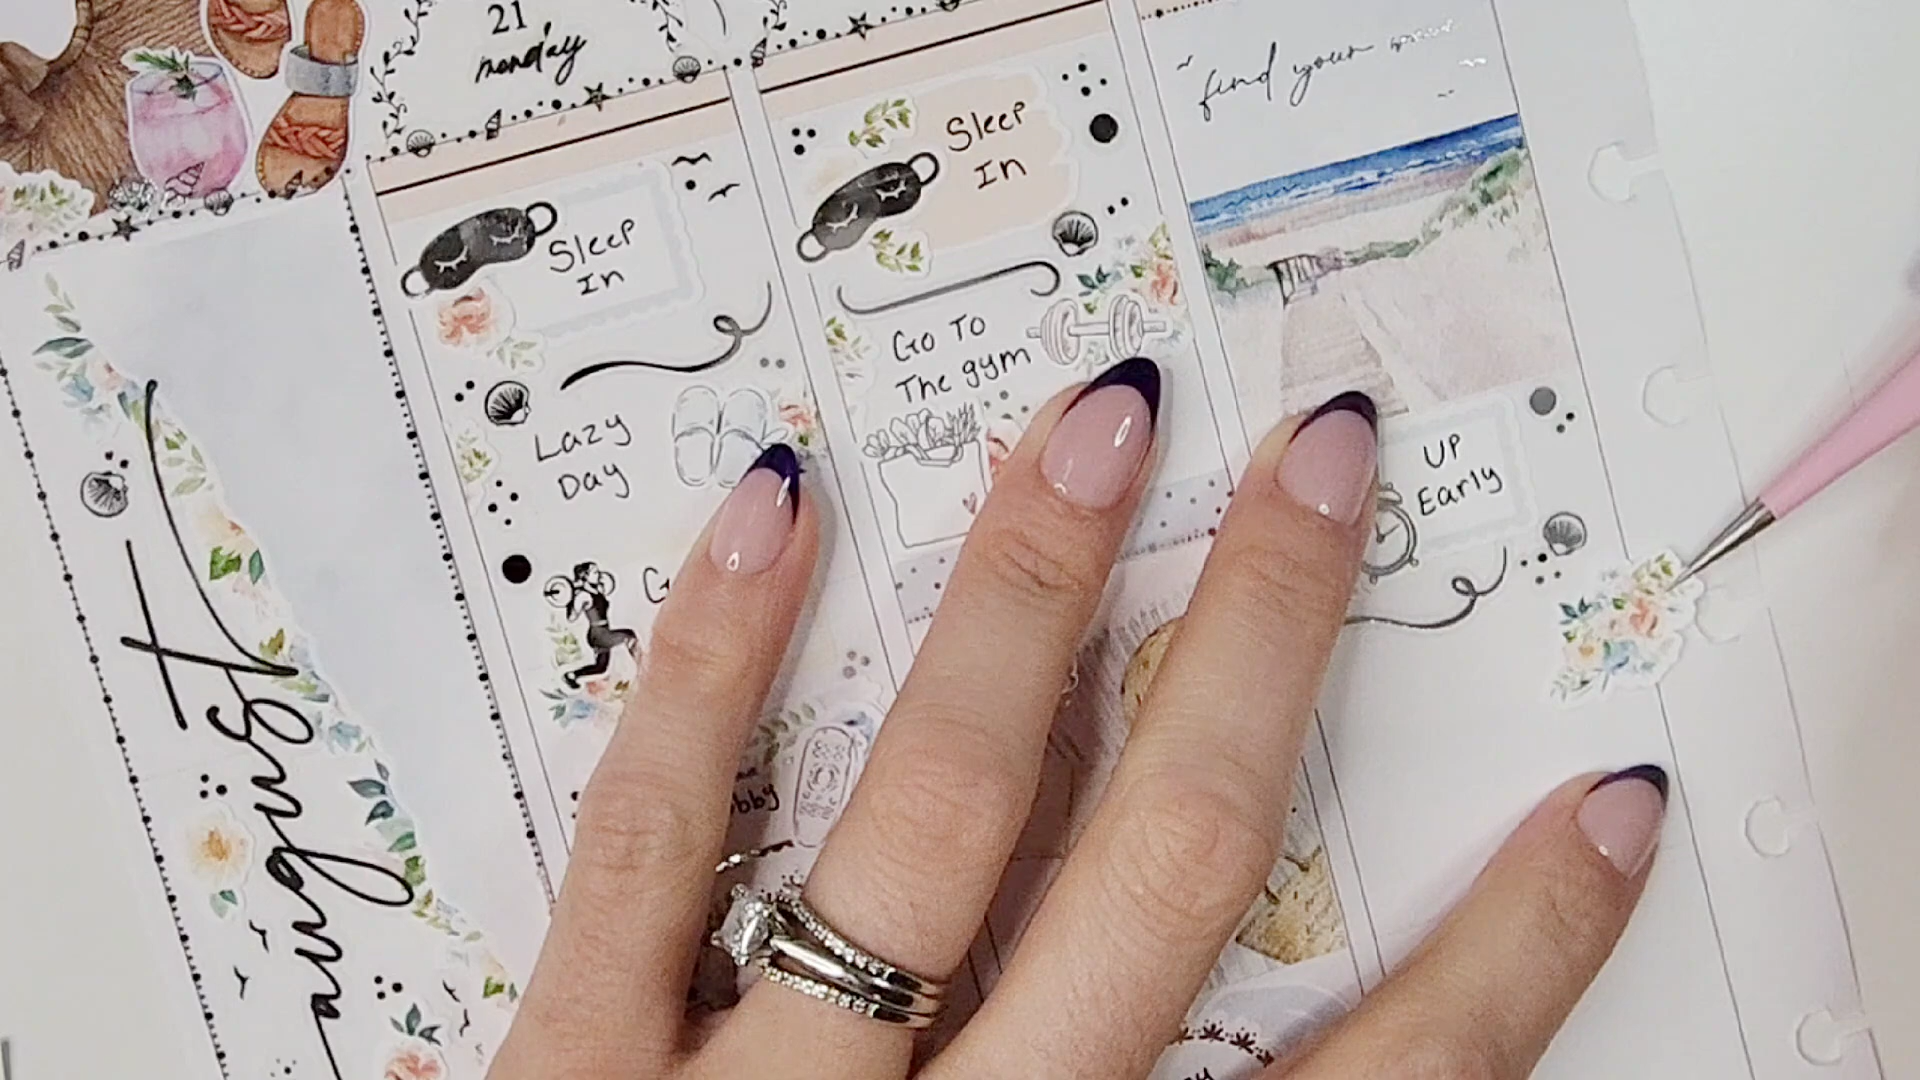 21
monday
Sleep
In
Lazy
Day
august
Sleep
In
Go To
The gym
find your
UP
Early